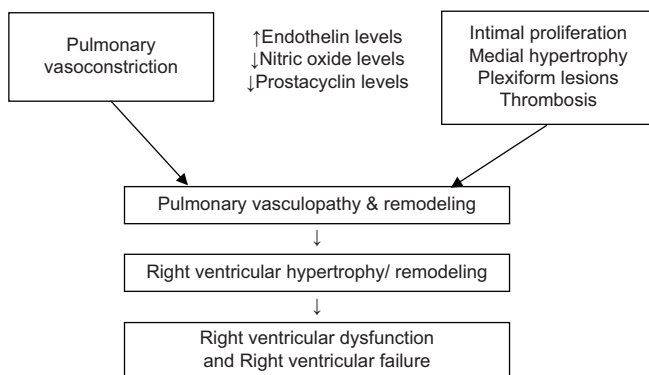 Pulmonary
vasoconstriction
↑Endothelin levels
↓Nitric oxide levels
↓Prostacyclin levels
Intimal proliferation
Medial hypertrophy
Plexiform lesions
Thrombosis
Pulmonary vasculopathy & remodeling
↓
Right ventricular hypertrophy/ remodeling
↓
Right ventricular dysfunction
and Right ventricular failure